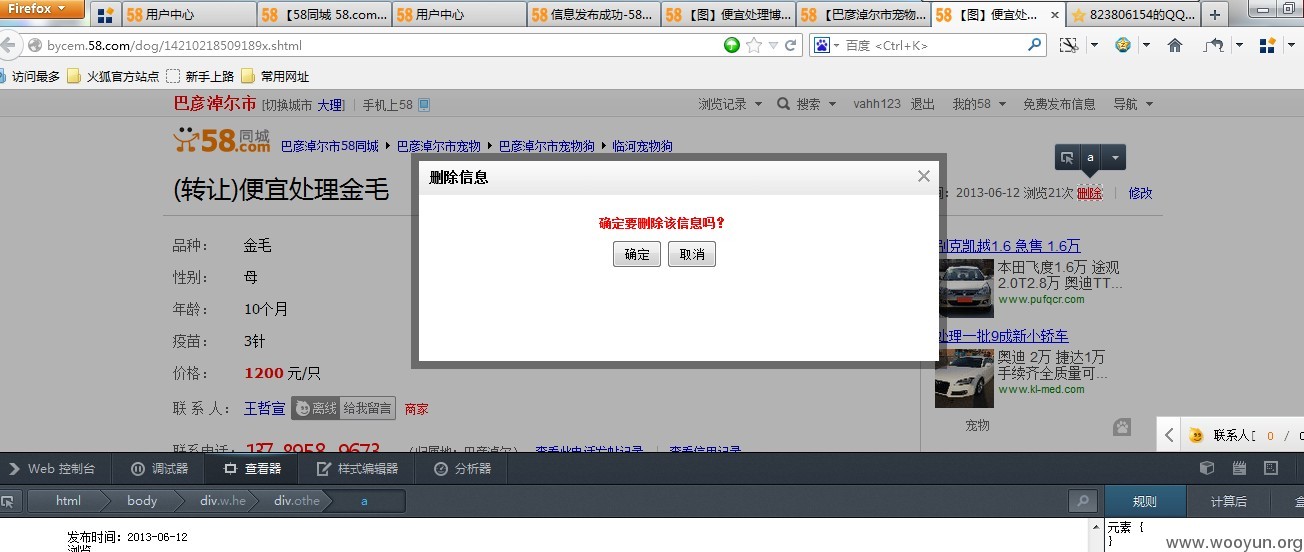 Firefox
58 用户中心
58 【58同城 58.com...
58 用户中心
58 信息发布成功-58...
58 【图】便宜处理博...
58 【巴彦淖尔市宠物...
58 【图】便宜处...
823806154的QQ...
bycem.58.com/dog/14210218509189x.shtml
百度 <Ctrl+K>
访问最多 火狐官方站点 新手上路 常用网址
巴彦淖尔市 [切换城市 大理] | 手机上58
浏览记录 搜索 vahh123 退出 我的58 免费发布信息 导航
58同城.com 巴彦淖尔市58同城 巴彦淖尔市宠物 巴彦淖尔市宠物狗 临河宠物狗
a
删除信息
(转让)便宜处理金毛
间：2013-06-12 浏览21次 删除 | 修改
确定要删除该信息吗？
确定 取消
品种： 金毛
性别： 母
年龄： 10个月
疫苗： 3针
价格： 1200 元/只
联 系 人： 王哲宣 离线 给我留言 商家
联系电话： 137 8958 9673 (归属地：巴彦淖尔) 查看此电话发帖记录 | 查看信用记录
别克凯越1.6 急售 1.6万
本田飞度1.6万 途观
2.0T2.8万 奥迪TT...
www.pufqcr.com
处理一批9成新小轿车
奥迪 2万 捷达1万
手续齐全质量可...
www.kl-med.com
宠物
联系人[ 0 / 0
Web 控制台 调试器 查看器 样式编辑器 分析器
html body div.w.he div.othe a
规则 计算后 盒
发布时间：2013-06-12
浏览
元素 {
}
www.wooyun.org